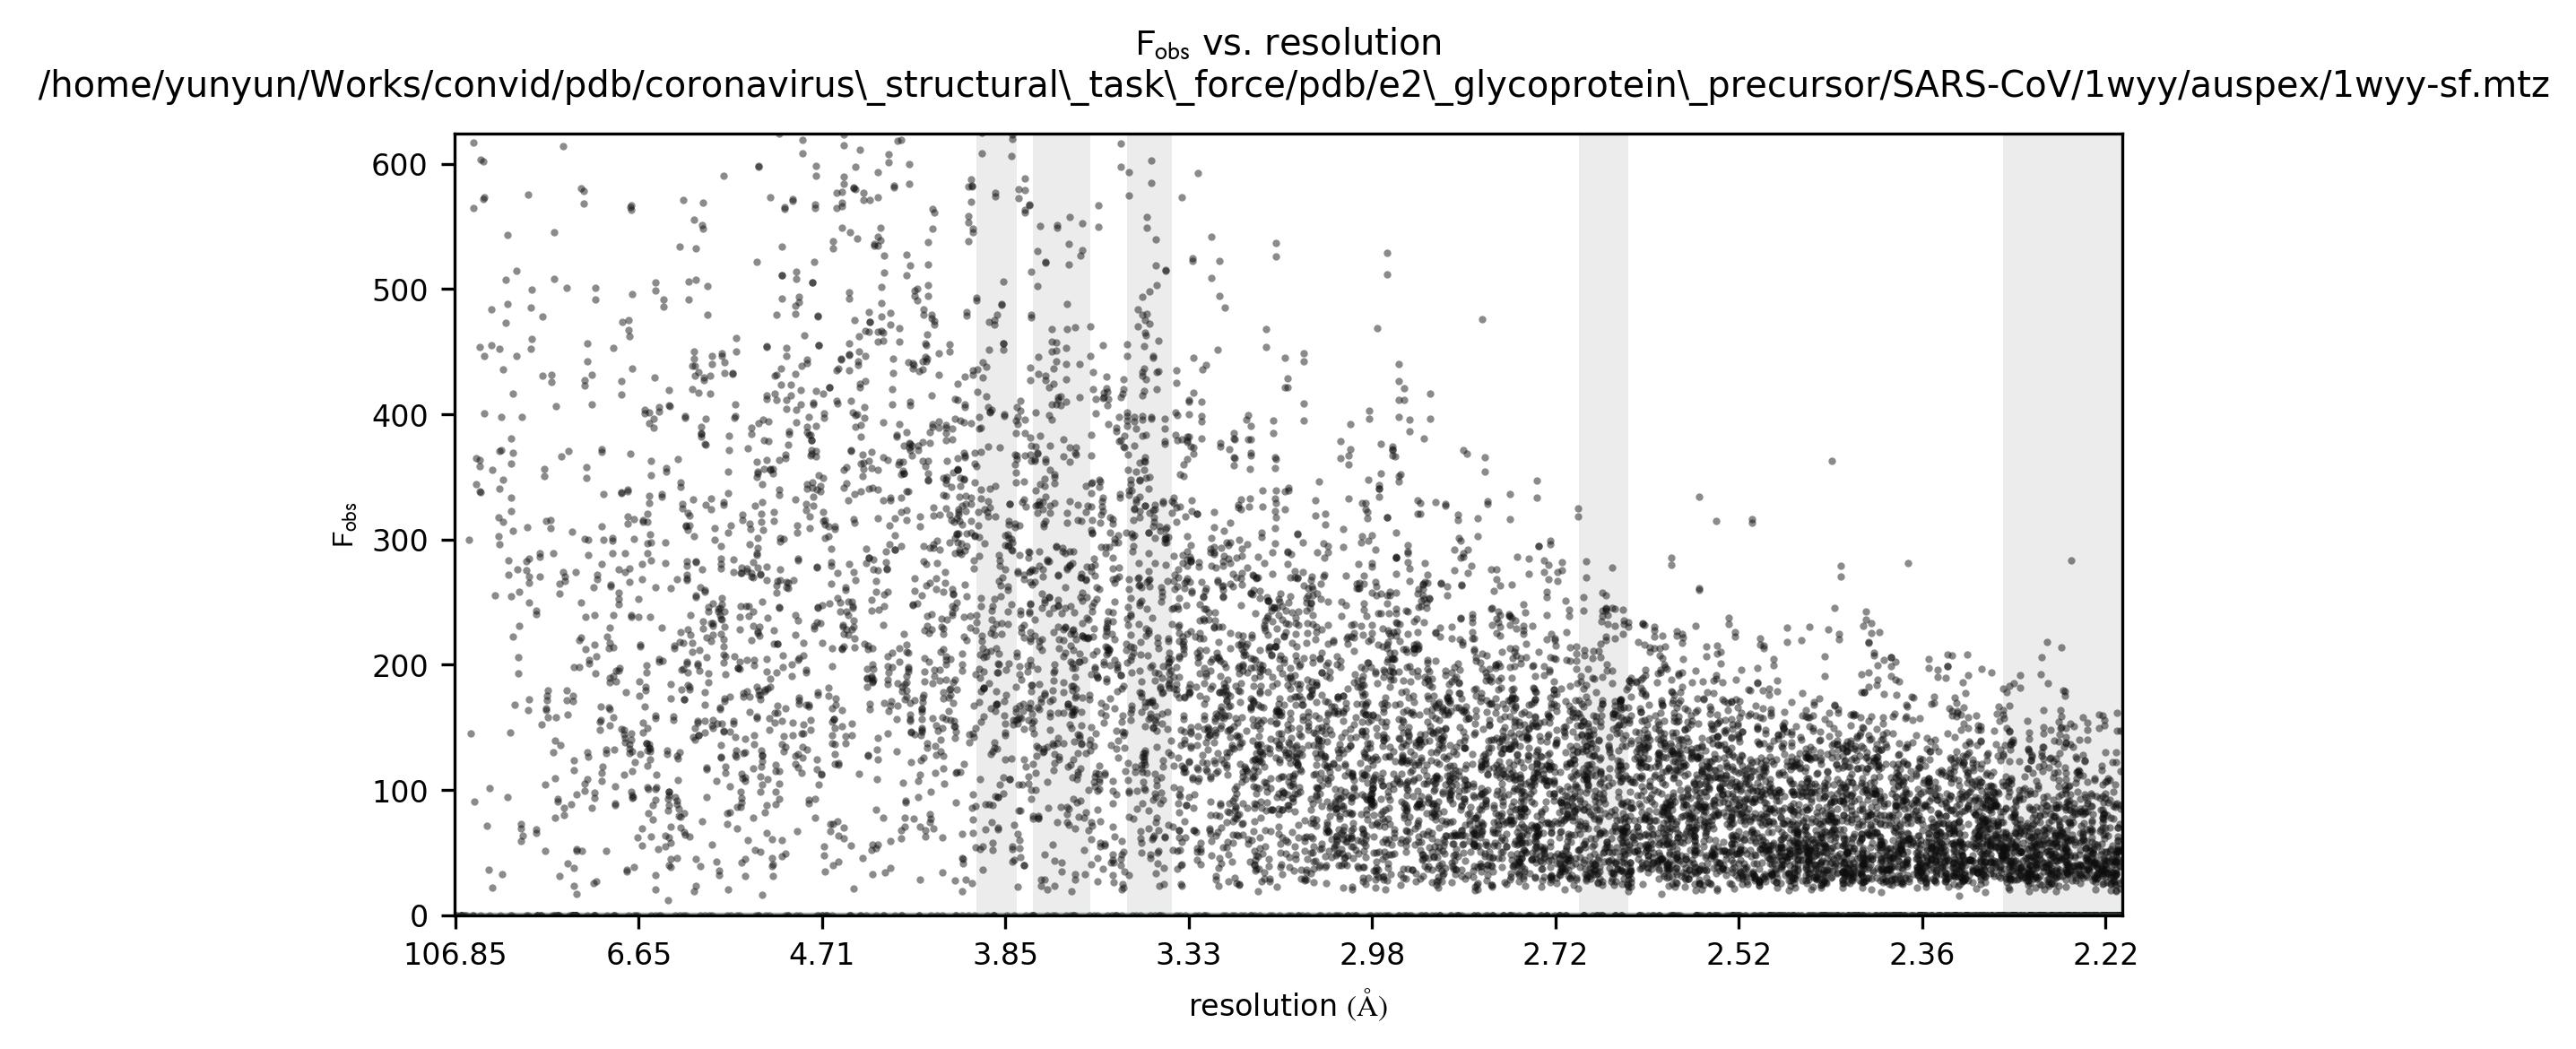 Fobs vs. resolution
/home/yunyun/Works/convid/pdb/coronavirus\_structural\_task\_force/pdb/e2\_glycoprotein\_precursor/SARS-CoV/1wyy/auspex/1wyy-sf.mtz
600
500
400
300
200
100
0
Fobs
106.85 6.65 4.71 3.85 3.33 2.98 2.72 2.52 2.36 2.22
resolution (Å)